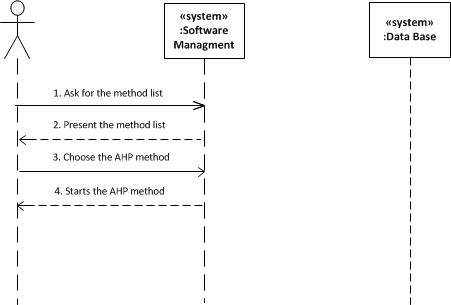 «system»
:Software
Managment
«system»
:Data Base
1. Ask for the method list
2. Present the method list
3. Choose the AHP method
4. Starts the AHP method